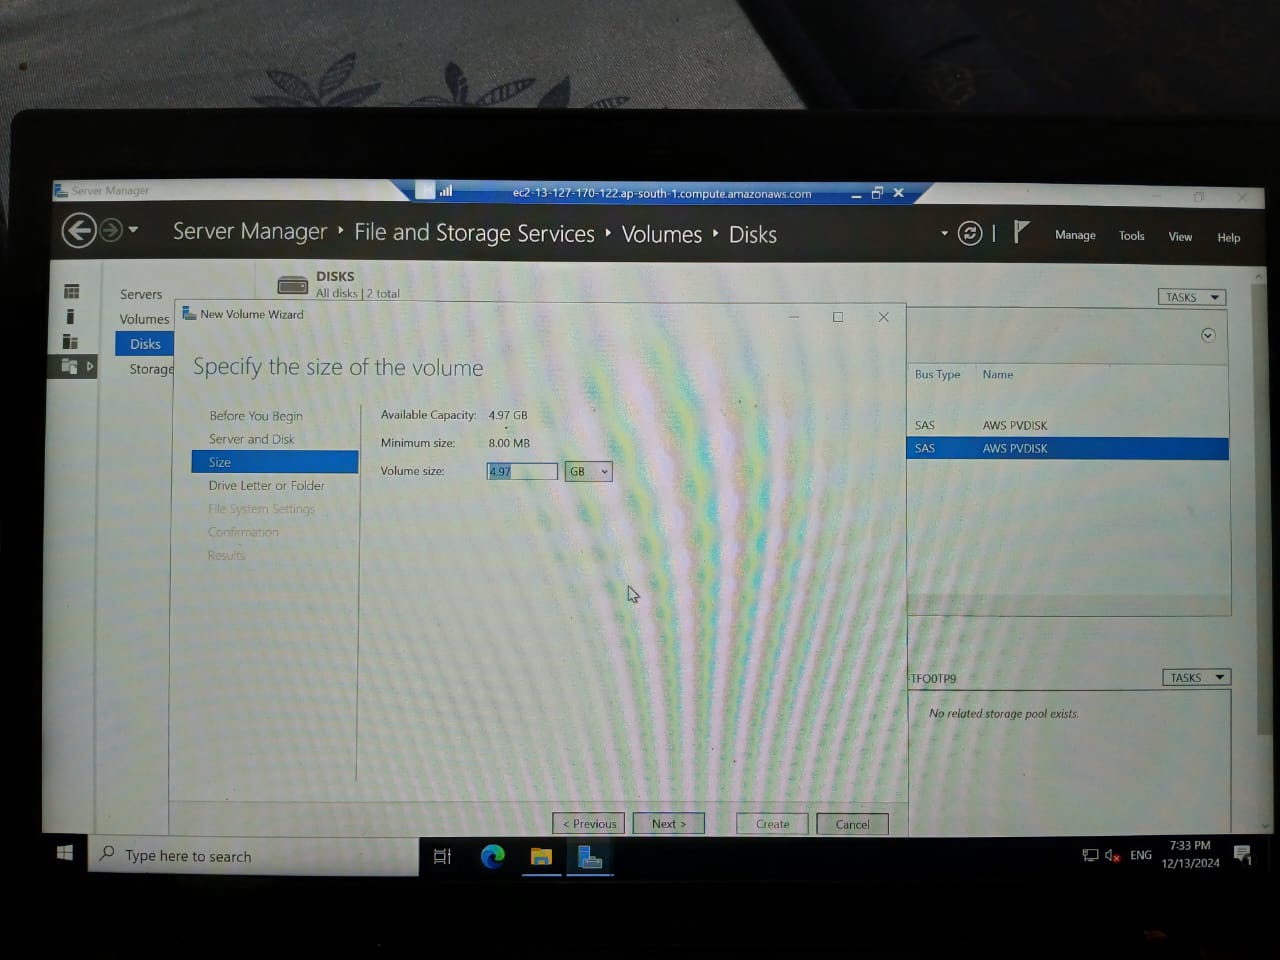 Server Manager
ec2-13-127-170-122.ap-south-1.compute.amazonaws.com
Server Manager ‣ File and Storage Services ‣ Volumes ‣ Disks
Manage Tools View Help
Servers
Volumes
Disks
Storage
DISKS
All disks | 2 total
TASKS
New Volume Wizard
Specify the size of the volume
Before You Begin
Server and Disk
Size
Drive Letter or Folder
File System Settings
Confirmation
Results
Available Capacity: 4.97 GB
Minimum size: 8.00 MB
Volume size: 4.97 GB
< Previous
Next >
Create
Cancel
Bus Type Name
SAS AWS PVDISK
SAS AWS PVDISK
TFO0TP9
TASKS
No related storage pool exists.
Type here to search
ENG
7:33 PM
12/13/2024
1